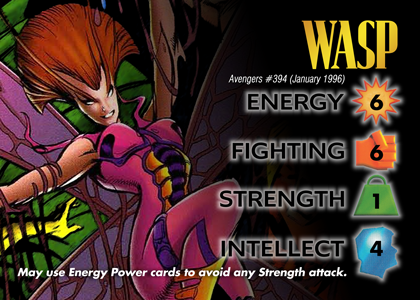 WASP
Avengers #394 (January 1996)
ENERGY 6
FIGHTING 6
STRENGTH 1
INTELLECT 4
May use Energy Power cards to avoid any Strength attack.